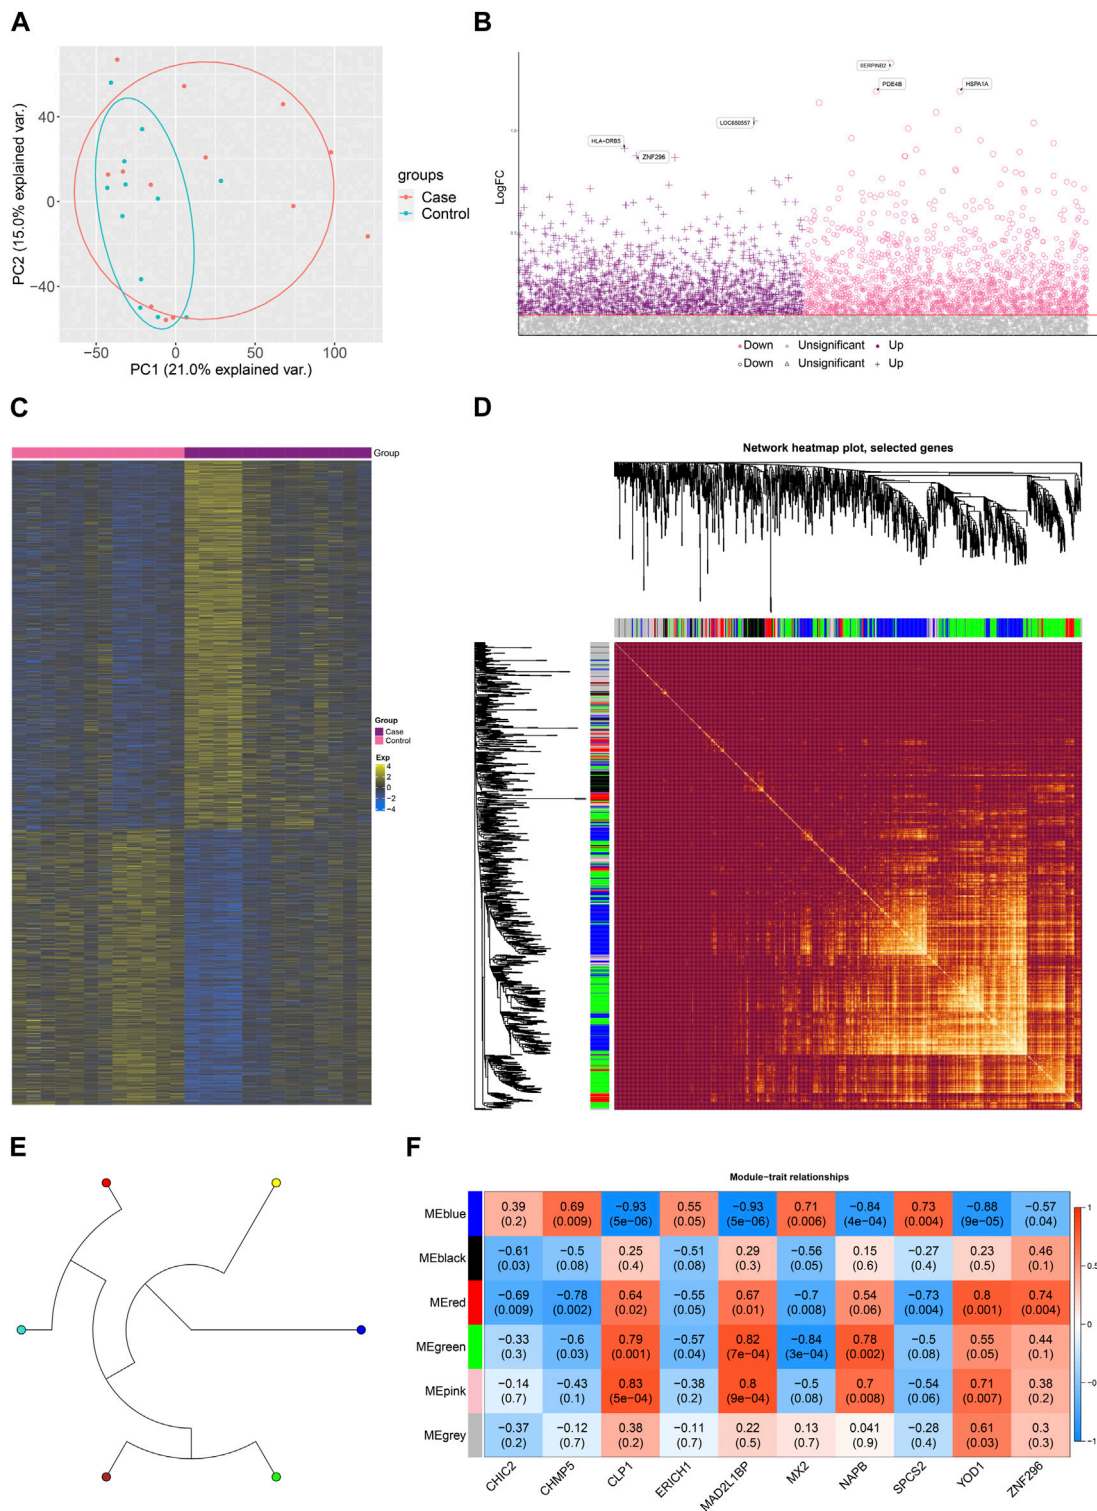 A
PC2 (15.0% explained var.)
40
0
−40
−50
0
50
100
PC1 (21.0% explained var.)
groups
Case
Control
B
LogFC
1.0
0.5
SERPINB2
PDE4B
HSPA1A
LOC650557
HLA−DRB5
ZNF296
Down Unsignificant Up
Down Unsignificant Up
C
Group
Group
Case
Control
Exp
4
2
0
−2
−4
D
Network heatmap plot, selected genes
E
F
Module−trait relationships
MEblue 0.39 0.69 −0.93 0.55 −0.93 0.71 −0.84 0.73 −0.88 −0.57
(0.2) (0.009) (5e−06) (0.05) (5e−06) (0.006) (4e−04) (0.004) (9e−05) (0.04)
MEblack −0.61 −0.5 0.25 −0.51 0.29 −0.56 0.15 −0.27 0.23 0.46
(0.03) (0.08) (0.4) (0.08) (0.3) (0.05) (0.6) (0.4) (0.5) (0.1)
MEred −0.69 −0.78 0.64 −0.55 0.67 −0.7 0.54 −0.73 0.8 0.74
(0.009) (0.002) (0.02) (0.05) (0.01) (0.008) (0.06) (0.004) (0.001) (0.004)
MEgreen −0.33 −0.6 0.79 −0.57 0.82 −0.84 0.78 −0.5 0.55 0.44
(0.3) (0.03) (0.001) (0.04) (7e−04) (3e−04) (0.002) (0.08) (0.05) (0.1)
MEpink −0.14 −0.43 0.83 −0.38 0.8 −0.5 0.7 −0.54 0.71 0.38
(0.7) (0.1) (5e−04) (0.2) (9e−04) (0.08) (0.008) (0.06) (0.007) (0.2)
MEgrey −0.37 −0.12 0.38 −0.11 0.22 0.13 0.041 −0.28 0.61 0.3
(0.2) (0.7) (0.2) (0.7) (0.5) (0.7) (0.9) (0.4) (0.03) (0.3)
CHIC2 CHMP5 CLP1 ERICH1 MAD2L1BP MX2 NAPB SPCS2 YOD1 ZNF296
1
0.5
0
−0.5
−1